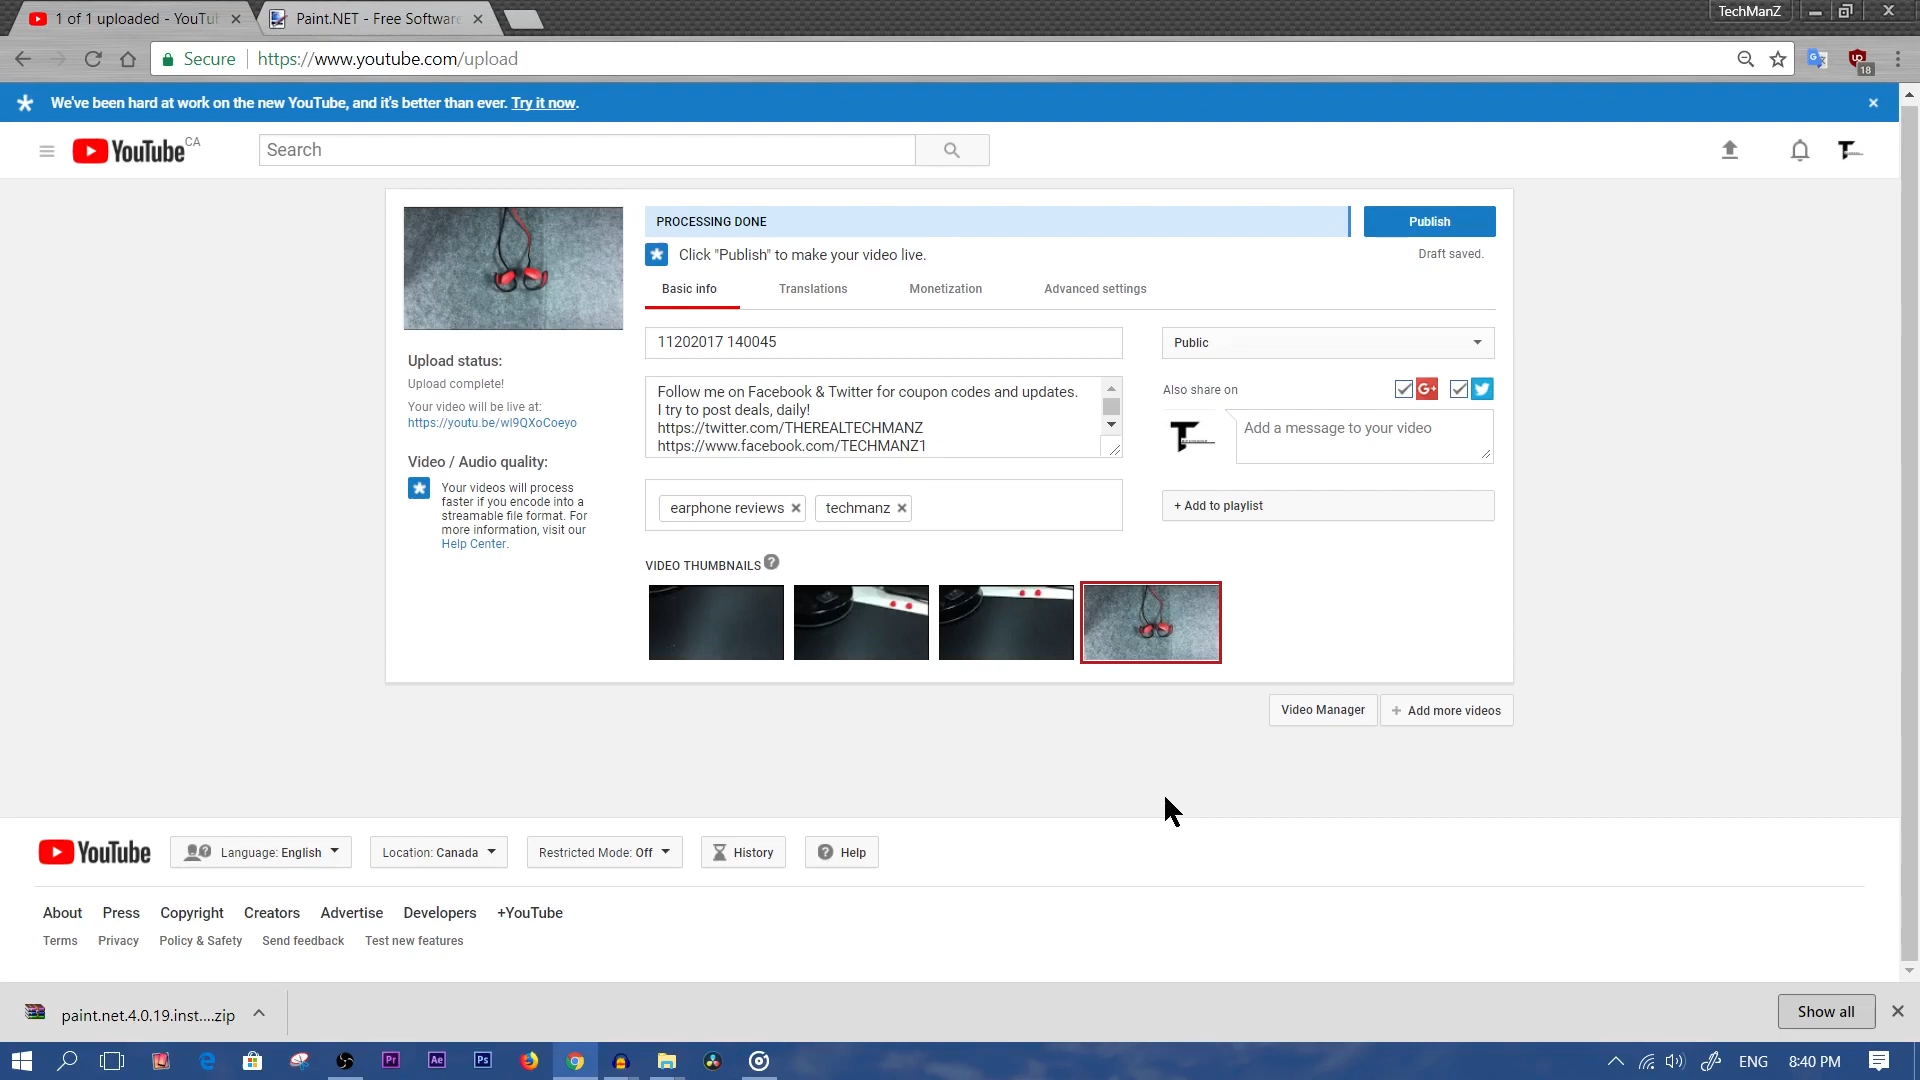 1 of 1 uploaded - YouTu
Paint.NET - Free Software
TechManZ
Secure
https://www.youtube.com/upload
18
We've been hard at work on the new YouTube, and it's better than ever. Try it now.
YouTube CA
Search
PROCESSING DONE
Publish
Click "Publish" to make your video live.
Draft saved.
Basic info
Translations
Monetization
Advanced settings
11202017 140045
Public
Upload status:
Upload complete!
Your video will be live at:
https://youtu.be/wl9QXoCoeyo
Follow me on Facebook & Twitter for coupon codes and updates.
I try to post deals, daily!
https://twitter.com/THEREALTECHMANZ
https://www.facebook.com/TECHMANZ1
Also share on
G+
Add a message to your video
Video / Audio quality:
Your videos will process
faster if you encode into a
streamable file format. For
more information, visit our
Help Center.
earphone reviews
techmanz
+ Add to playlist
VIDEO THUMBNAILS
Video Manager
+ Add more videos
YouTube
Language: English
Location: Canada
Restricted Mode: Off
History
Help
About
Press
Copyright
Creators
Advertise
Developers
+YouTube
Terms
Privacy
Policy & Safety
Send feedback
Test new features
paint.net.4.0.19.inst....zip
Show all
Pr
Ae
Ps
ENG
8:40 PM